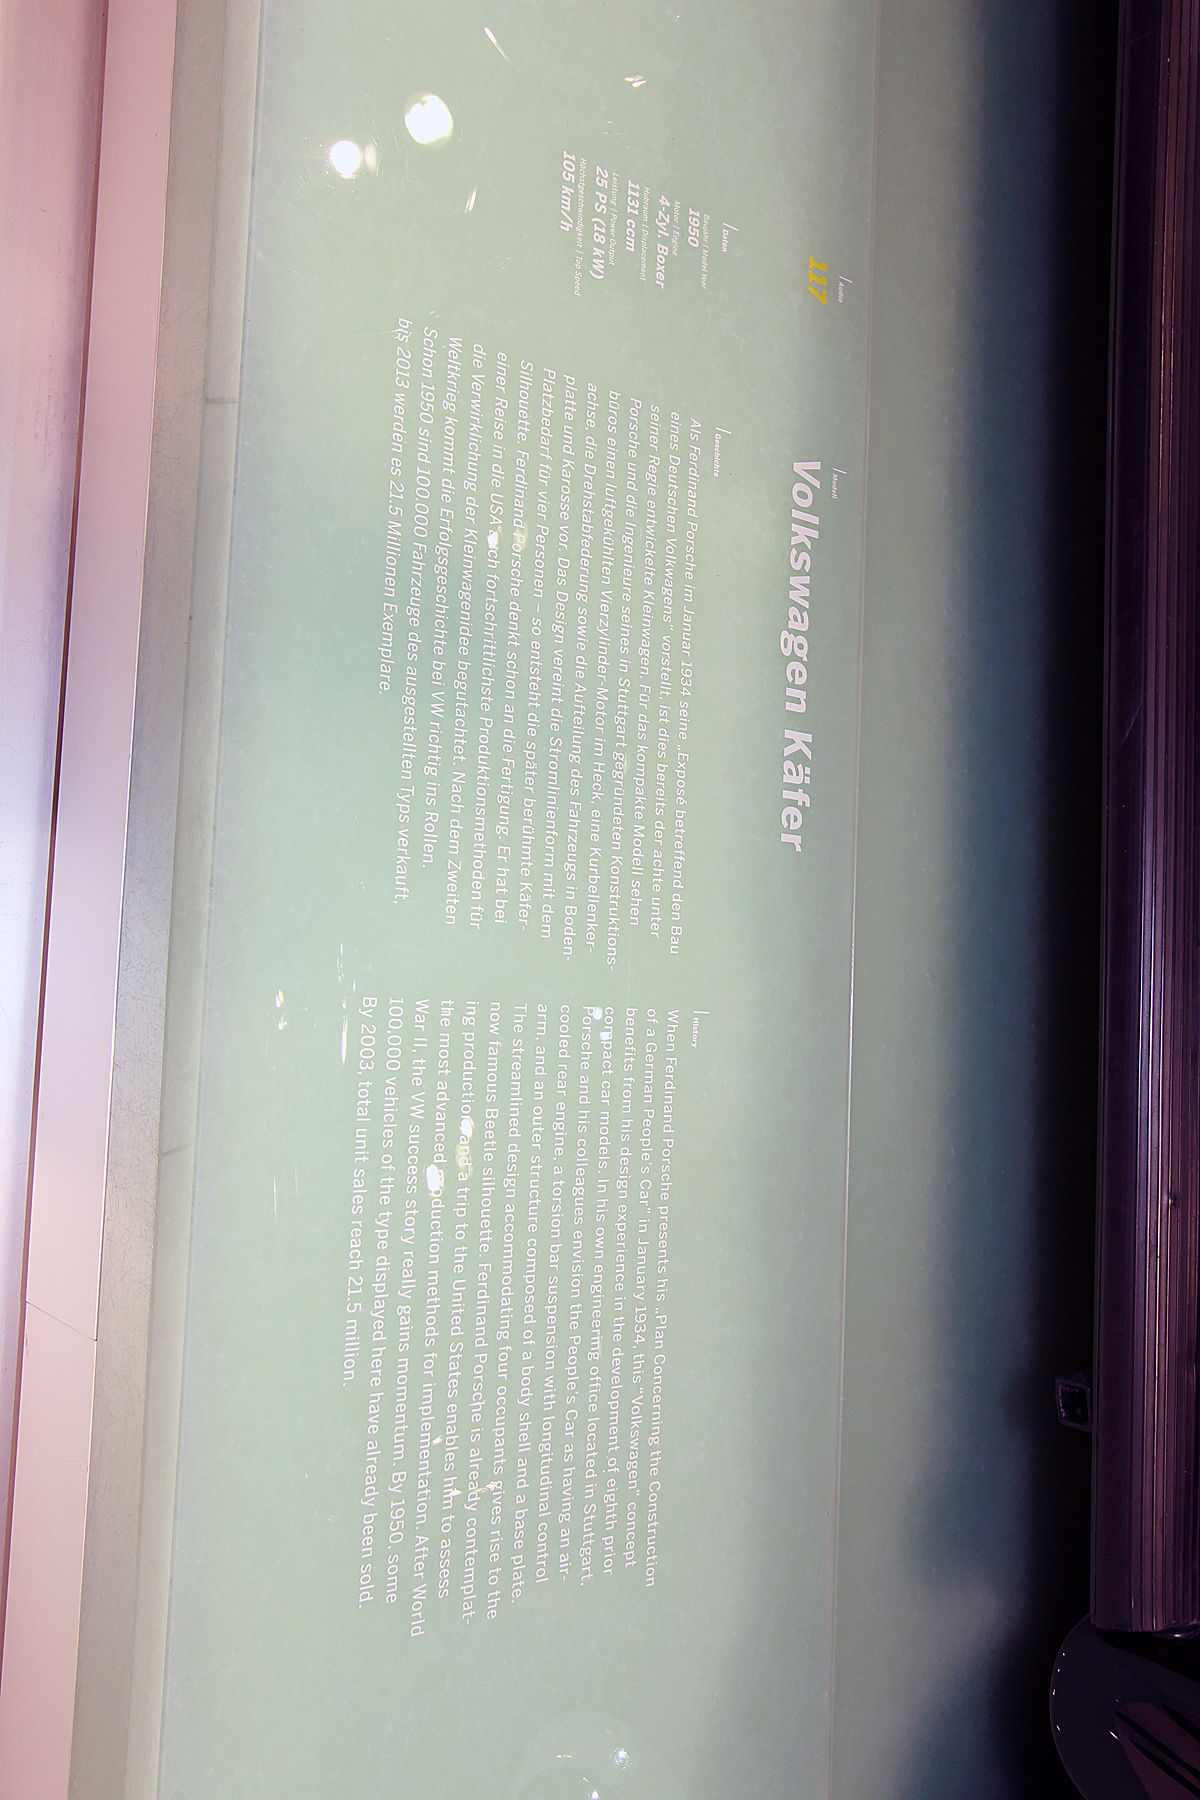 Audio
117
Modell
Volkswagen Käfer
Daten
Baujahr | Model Year
1950
Motor | Engine
4-Zyl. Boxer
Hubraum | Displacement
1131 ccm
Leistung | Power Output
25 PS (18 kW)
Höchstgeschwindigkeit | Top Speed
105 km/h
Geschichte
Als Ferdinand Porsche im Januar 1934 seine „Exposé betreffend den Bau
eines Deutschen Volkwagens“ vorstellt, ist dies bereits der achte unter
seiner Regie entwickelte Kleinwagen. Für das kompakte Modell sehen
Porsche und die Ingenieure seines in Stuttgart gegründeten Konstruktions-
büros einen luftgekühlten Vierzylinder-Motor im Heck, eine Kurbellenker-
achse, die Drehstabfederung sowie die Aufteilung des Fahrzeugs in Boden-
platte und Karosse vor. Das Design vereint die Stromlinienform mit dem
Platzbedarf für vier Personen – so entsteht die später berühmte Käfer-
Silhouette. Ferdinand Porsche denkt schon an die Fertigung. Er hat bei
einer Reise in die USA fortschrittlichste Produktionsmethoden für
die Verwirklichung der Kleinwagenidee begutachtet. Nach dem Zweiten
Weltkrieg kommt die Erfolgsgeschichte bei VW richtig ins Rollen.
Schon 1950 sind 100.000 Fahrzeuge des ausgestellten Typs verkauft,
bis 2013 werden es 21,5 Millionen Exemplare.
History
When Ferdinand Porsche presents his „Plan Concerning the Construction
of a German People's Car" in January 1934, this "Volkswagen" concept
benefits from his design experience in the development of eighth prior
compact car models. In his own engineering office located in Stuttgart,
Porsche and his colleagues envision the People's Car as having an air-
cooled rear engine, a torsion bar suspension with longitudinal control
arm, and an outer structure composed of a body shell and a base plate.
The streamlined design accommodating four occupants gives rise to the
now famous Beetle silhouette. Ferdinand Porsche is already contemplat-
ing production and a trip to the United States enables him to assess
the most advanced production methods for implementation. After World
War II, the VW success story really gains momentum. By 1950, some
100,000 vehicles of the type displayed here have already been sold.
By 2003, total unit sales reach 21,5 million.